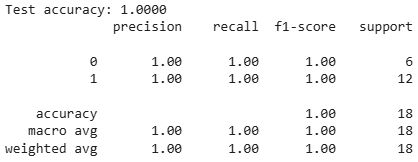 Test accuracy: 1.0000
precision recall f1-score support
0 1.00 1.00 1.00 6
1 1.00 1.00 1.00 12
accuracy 1.00 18
macro avg 1.00 1.00 1.00 18
weighted avg 1.00 1.00 1.00 18